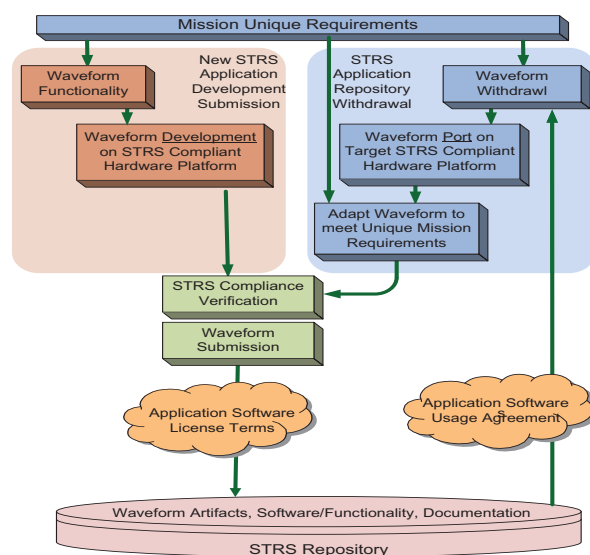 Mission Unique Requirements
New STRS
Application
Development
Submission
Waveform
Functionality
Waveform Development
on STRS Compliant
Hardware Platform
STRS
Application
Repository
Withdrawal
Waveform
Withdrawl
Waveform Port on
Target STRS Compliant
Hardware Platform
Adapt Waveform to
meet Unique Mission
Requirements
STRS Compliance
Verification
Waveform
Submission
Application Software
License Terms
Application Software
Usage Agreements
Waveform Artifacts, Software/Functionality, Documentation
STRS Repository